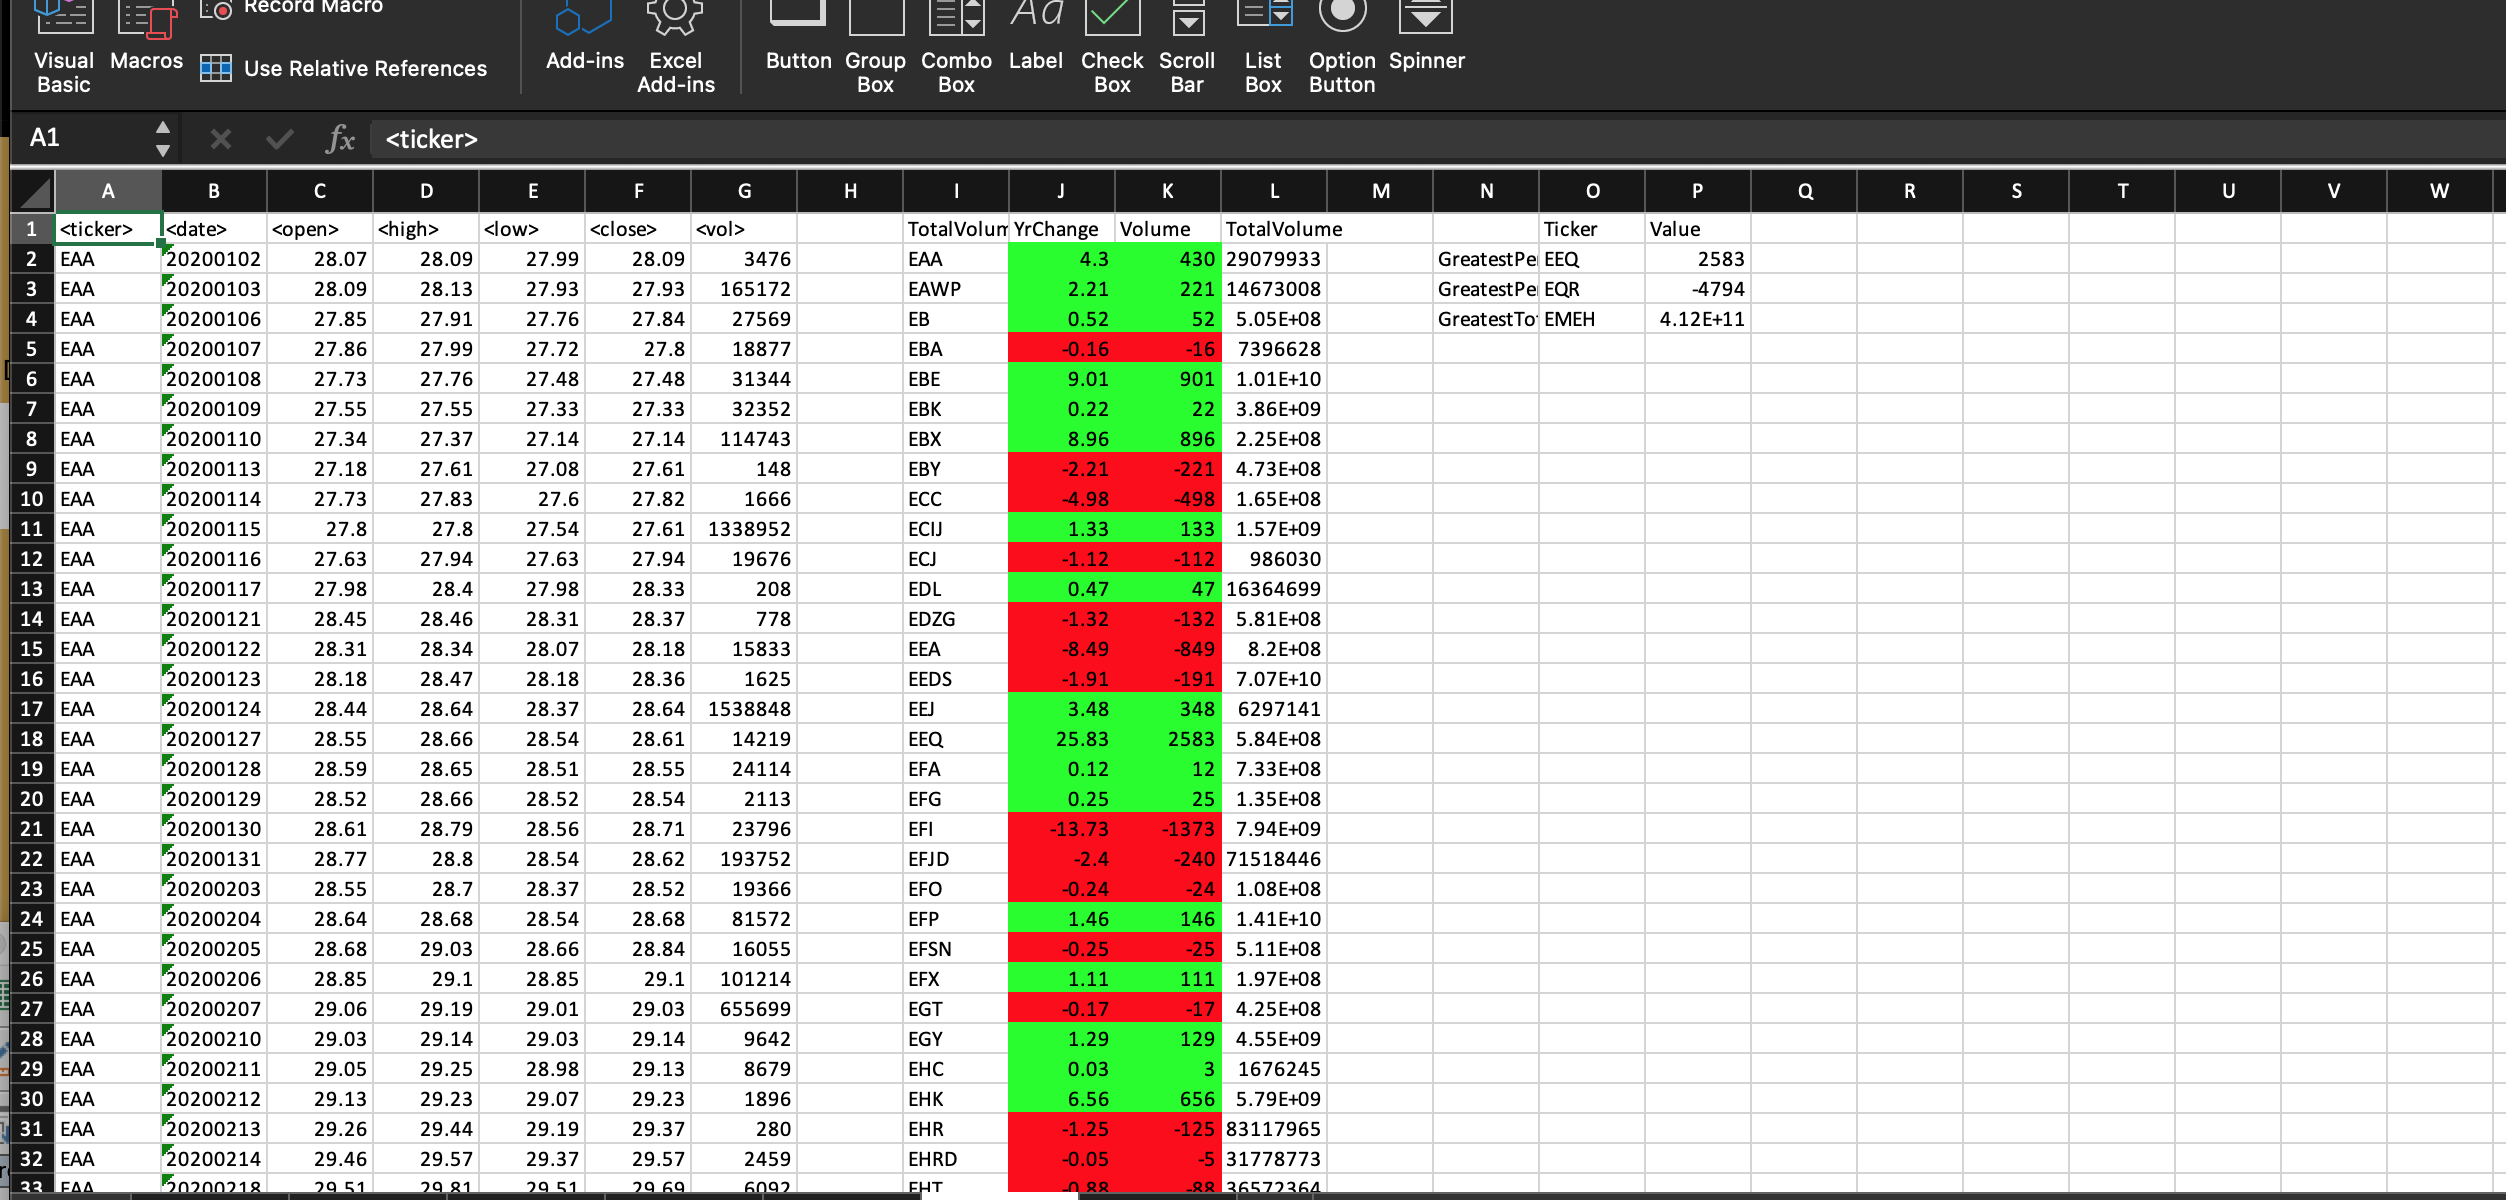 Record Macro
Visual Basic Macros Use Relative References Add-ins Excel Add-ins Button Group Box Combo Box Label Check Box Scroll Bar List Box Option Button Spinner
A1 fx <ticker>
A B C D E F G H I J K L M N O P Q R S T U V W
1 <ticker> <date> <open> <high> <low> <close> <vol> TotalVolum YrChange Volume TotalVolume Ticker Value
2 EAA 20200102 28.07 28.09 27.99 28.09 3476 EAA 4.3 430 29079933 GreatestPe EEQ 2583
3 EAA 20200103 28.09 28.13 27.93 27.93 165172 EAWP 2.21 221 14673008 GreatestPe EQR -4794
4 EAA 20200106 27.85 27.91 27.76 27.84 27569 EB 0.52 52 5.05E+08 GreatestTo EMEH 4.12E+11
5 EAA 20200107 27.86 27.99 27.72 27.8 18877 EBA -0.16 -16 7396628
6 EAA 20200108 27.73 27.76 27.48 27.48 31344 EBE 9.01 901 1.01E+10
7 EAA 20200109 27.55 27.55 27.33 27.33 32352 EBK 0.22 22 3.86E+09
8 EAA 20200110 27.34 27.37 27.14 27.14 114743 EBX 8.96 896 2.25E+08
9 EAA 20200113 27.18 27.61 27.08 27.61 148 EBY -2.21 -221 4.73E+08
10 EAA 20200114 27.73 27.83 27.6 27.82 1666 ECC -4.98 -498 1.65E+08
11 EAA 20200115 27.8 27.8 27.54 27.61 1338952 ECIJ 1.33 133 1.57E+09
12 EAA 20200116 27.63 27.94 27.63 27.94 19676 ECJ -1.12 -112 986030
13 EAA 20200117 27.98 28.4 27.98 28.33 208 EDL 0.47 47 16364699
14 EAA 20200121 28.45 28.46 28.31 28.37 778 EDZG -1.32 -132 5.81E+08
15 EAA 20200122 28.31 28.34 28.07 28.18 15833 EEA -8.49 -849 8.2E+08
16 EAA 20200123 28.18 28.47 28.18 28.36 1625 EEDS -1.91 -191 7.07E+10
17 EAA 20200124 28.44 28.64 28.37 28.64 1538848 EEJ 3.48 348 6297141
18 EAA 20200127 28.55 28.66 28.54 28.61 14219 EEQ 25.83 2583 5.84E+08
19 EAA 20200128 28.59 28.65 28.51 28.55 24114 EFA 0.12 12 7.33E+08
20 EAA 20200129 28.52 28.66 28.52 28.54 2113 EFG 0.25 25 1.35E+08
21 EAA 20200130 28.61 28.79 28.56 28.71 23796 EFI -13.73 -1373 7.94E+09
22 EAA 20200131 28.77 28.8 28.54 28.62 193752 EFJD -2.4 -240 71518446
23 EAA 20200203 28.55 28.7 28.37 28.52 19366 EFO -0.24 -24 1.08E+08
24 EAA 20200204 28.64 28.68 28.54 28.68 81572 EFP 1.46 146 1.41E+10
25 EAA 20200205 28.68 29.03 28.66 28.84 16055 EFSN -0.25 -25 5.11E+08
26 EAA 20200206 28.85 29.1 28.85 29.1 101214 EFX 1.11 111 1.97E+08
27 EAA 20200207 29.06 29.19 29.01 29.03 655699 EGT -0.17 -17 4.25E+08
28 EAA 20200210 29.03 29.14 29.03 29.14 9642 EGY 1.29 129 4.55E+09
29 EAA 20200211 29.05 29.25 28.98 29.13 8679 EHC 0.03 3 1676245
30 EAA 20200212 29.13 29.23 29.07 29.23 1896 EHK 6.56 656 5.79E+09
31 EAA 20200213 29.26 29.44 29.19 29.37 280 EHR -1.25 -125 83117965
32 EAA 20200214 29.46 29.57 29.37 29.57 2459 EHRD -0.05 -5 31778773
33 EAA 20200218 29.51 29.81 29.51 29.69 6092 EHT -0.88 -88 36572364